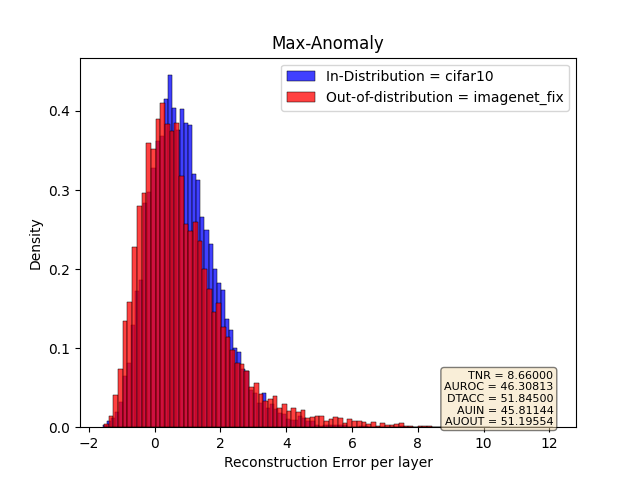 Max-Anomaly
In-Distribution = cifar10
Out-of-distribution = imagenet_fix
Density
0.4
0.3
0.2
0.1
0.0
TNR = 8.66000
AUROC = 46.30813
DTACC = 51.84500
AUIN = 45.81144
AUOUT = 51.19554
−2 0 2 4 6 8 10 12
Reconstruction Error per layer